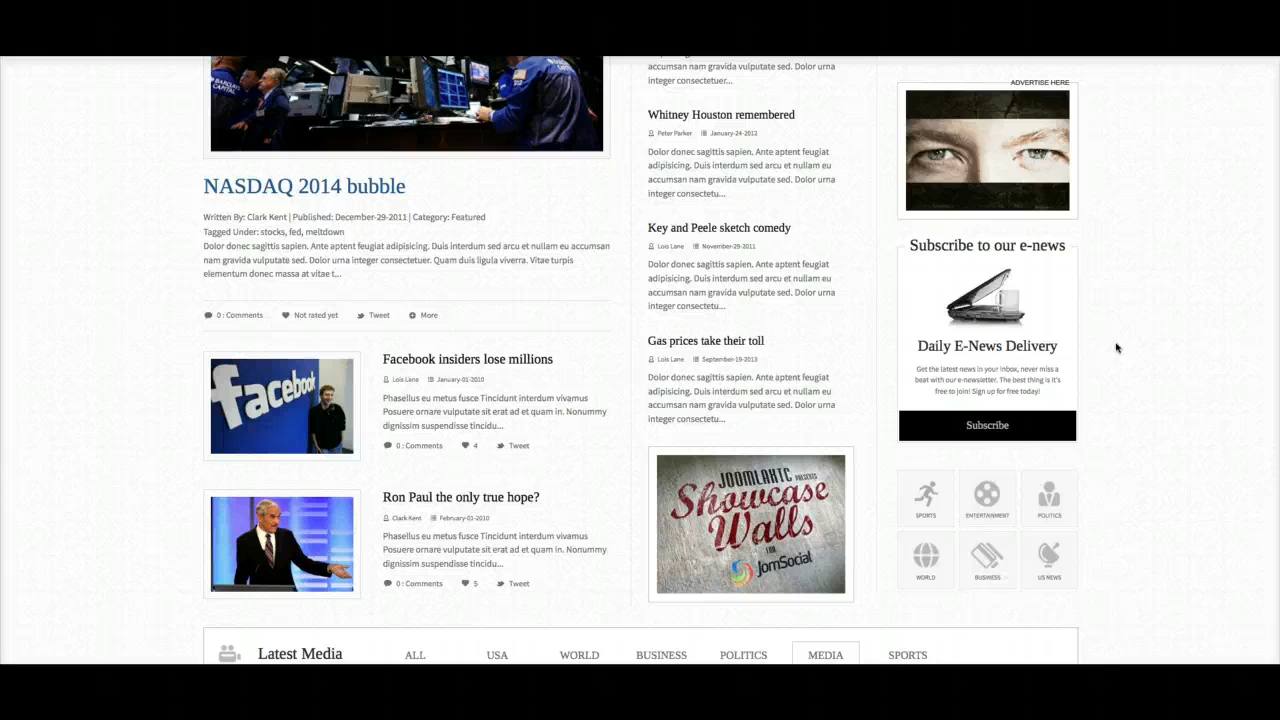 BARCLAYS
CAPITAL
NASDAQ 2014 bubble
Written By: Clark Kent | Published: December-29-2011 | Category: Featured
Tagged Under: stocks, fed, meltdown
Dolor donec sagittis sapien. Ante aptent feugiat adipisicing. Duis interdum sed arcu et nullam eu accumsan
nam gravida vulputate sed. Dolor urna integer consectetuer. Quam duis ligula viverra. Vitae turpis
elementum donec massa at vitae t...
0 : Comments Not rated yet Tweet More
facebook
Facebook insiders lose millions
Lois Lane January-01-2010
Phasellus eu metus fusce Tincidunt interdum vivamus
Posuere ornare vulputate sit erat ad et quam in. Nonummy
dignissim suspendisse tincidu...
0 : Comments 4 Tweet
Ron Paul the only true hope?
Clark Kent February-01-2010
Phasellus eu metus fusce Tincidunt interdum vivamus
Posuere ornare vulputate sit erat ad et quam in. Nonummy
dignissim suspendisse tincidu...
0 : Comments 5 Tweet
accumsan nam gravida vulputate sed. Dolor urna
integer consectetuer...
Whitney Houston remembered
Peter Parker January-24-2012
Dolor donec sagittis sapien. Ante aptent feugiat
adipisicing. Duis interdum sed arcu et nullam eu
accumsan nam gravida vulputate sed. Dolor urna
integer consectetu...
Key and Peele sketch comedy
Lois Lane November-29-2011
Dolor donec sagittis sapien. Ante aptent feugiat
adipisicing. Duis interdum sed arcu et nullam eu
accumsan nam gravida vulputate sed. Dolor urna
integer consectetu...
Gas prices take their toll
Lois Lane September-19-2013
Dolor donec sagittis sapien. Ante aptent feugiat
adipisicing. Duis interdum sed arcu et nullam eu
accumsan nam gravida vulputate sed. Dolor urna
integer consectetu...
JOOMLAXTC PRESENTS
Showcase
Walls
FOR
JomSocial
ADVERTISE HERE
Subscribe to our e-news
Daily E-News Delivery
Get the latest news in your inbox, never miss a
beat with our e-newsletter. The best thing is it's
free to join! Sign up for free today!
Subscribe
SPORTS ENTERTAINMENT POLITICS
WORLD BUSINESS US NEWS
Latest Media ALL USA WORLD BUSINESS POLITICS MEDIA SPORTS